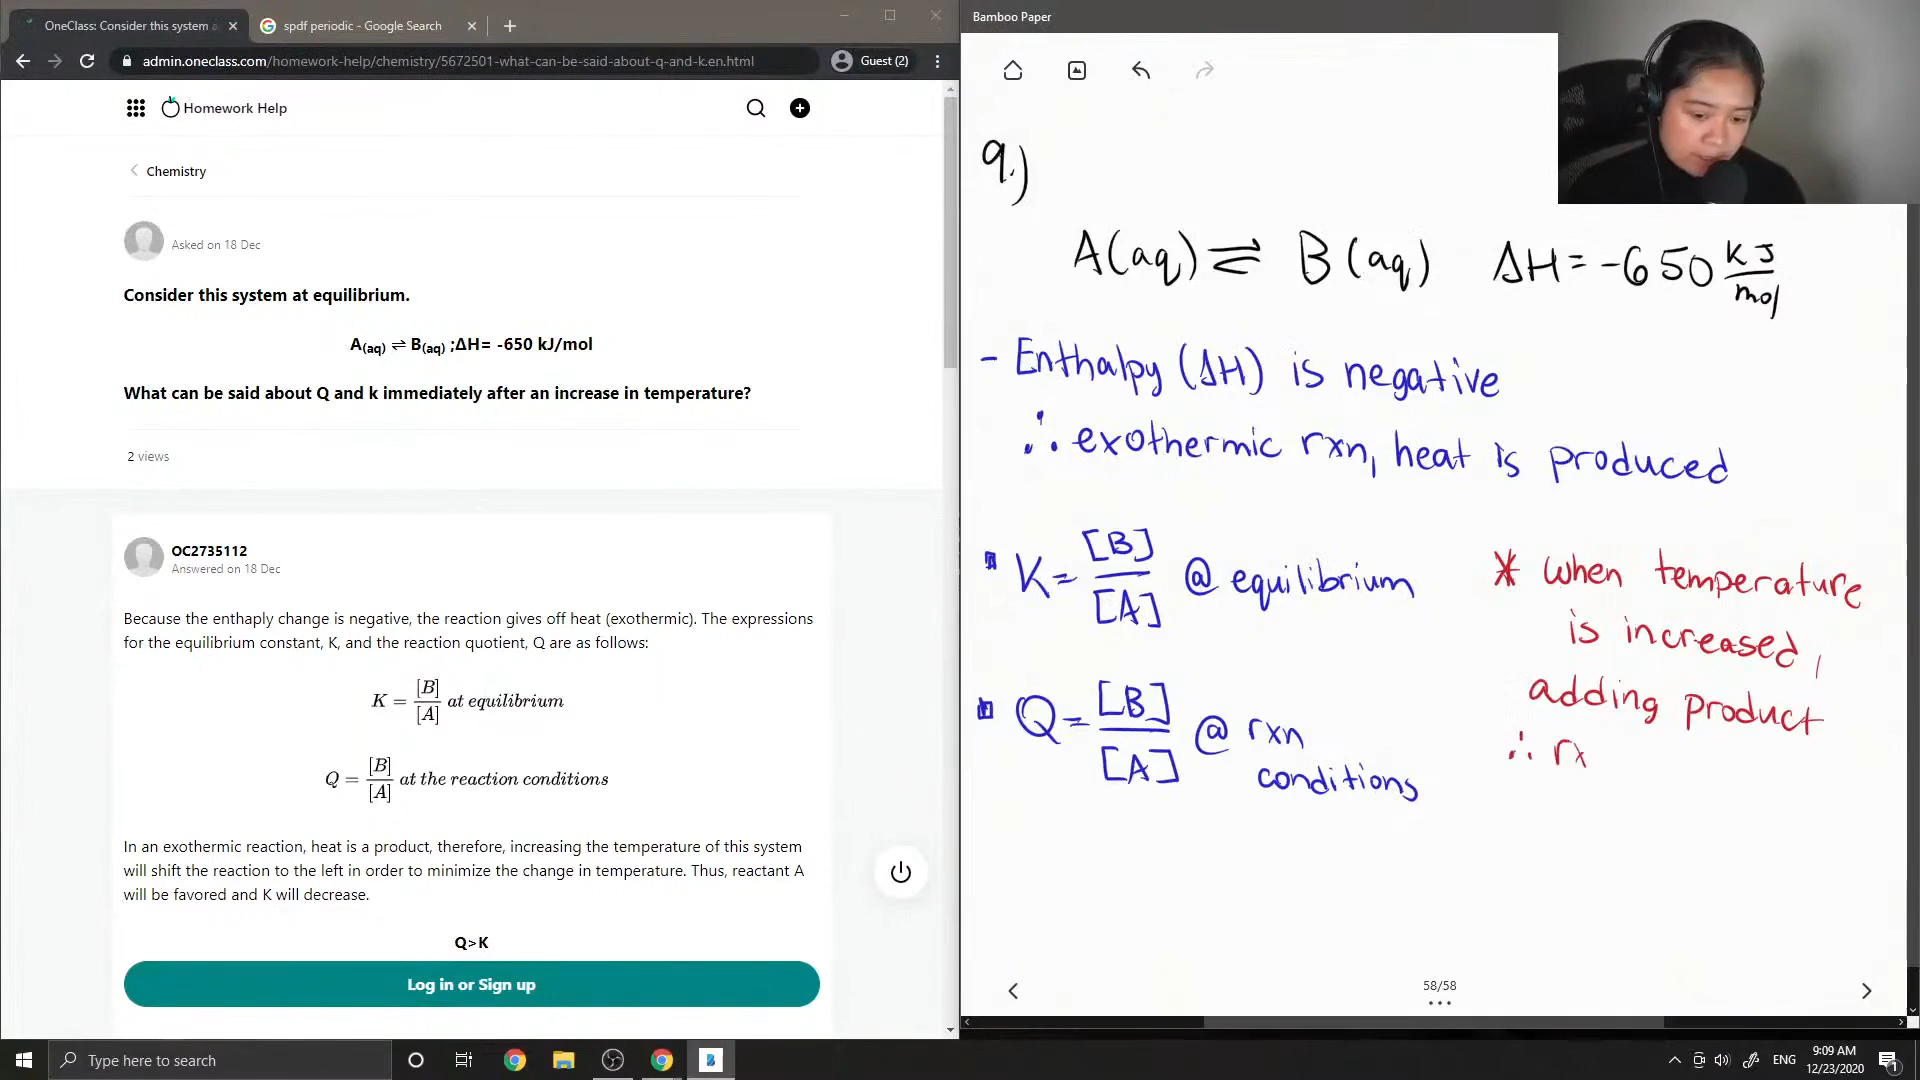 OneClass: Consider this system a
spdf periodic - Google Search
admin.oneclass.com/homework-help/chemistry/5672501-what-can-be-said-about-q-and-k.en.html
Guest (2)
Homework Help
Chemistry
Asked on 18 Dec
Consider this system at equilibrium.
A(aq) ⇌ B(aq) ;ΔH= -650 kJ/mol
What can be said about Q and k immediately after an increase in temperature?
2 views
OC2735112
Answered on 18 Dec
Because the enthaply change is negative, the reaction gives off heat (exothermic). The expressions
for the equilibrium constant, K, and the reaction quotient, Q are as follows:
K = [B]/[A] at equilibrium
Q = [B]/[A] at the reaction conditions
In an exothermic reaction, heat is a product, therefore, increasing the temperature of this system
will shift the reaction to the left in order to minimize the change in temperature. Thus, reactant A
will be favored and K will decrease.
Q>K
Log in or Sign up
Bamboo Paper
9.)
A(aq) ⇌ B(aq) ΔH = -650 kJ/mol
- Enthalpy (ΔH) is negative
∴ exothermic rxn, heat is produced
K = [B]/[A] @ equilibrium
Q = [B]/[A] @ rxn
conditions
* when temperature
is increased,
adding product
∴ rx
58/58
Type here to search
ENG
9:09 AM
12/23/2020
1